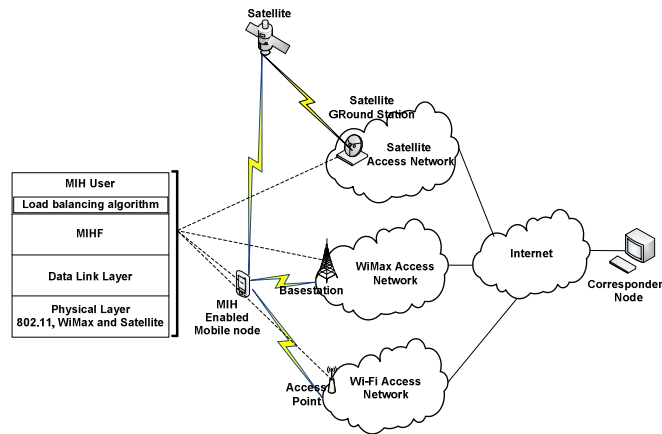 Satellite
Satellite
GRound Station
Satellite
Access Network
MIH User
Load balancing algorithm
MIHF
Data Link Layer
Physical Layer
802.11, WiMax and Satellite
MIH
Enabled
Mobile node
Basestation
WiMax Access
Network
Internet
Corresponder
Node
Access
Point
Wi-Fi Access
Network